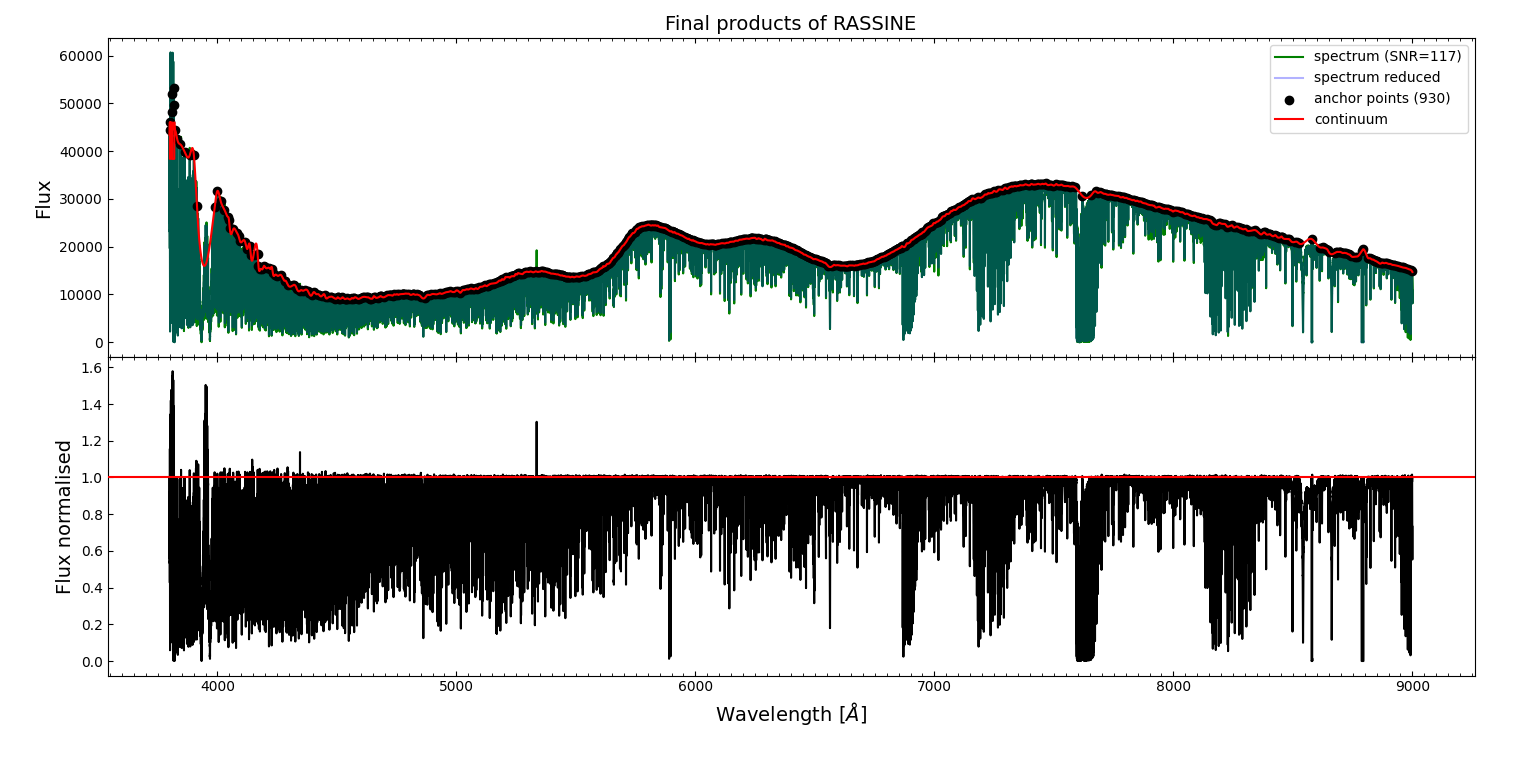 Final products of RASSINE
Flux
60000
50000
40000
30000
20000
10000
0
spectrum (SNR=117)
spectrum reduced
anchor points (930)
continuum
Flux normalised
1.6
1.4
1.2
1.0
0.8
0.6
0.4
0.2
0.0
4000 5000 6000 7000 8000 9000
Wavelength [Å]